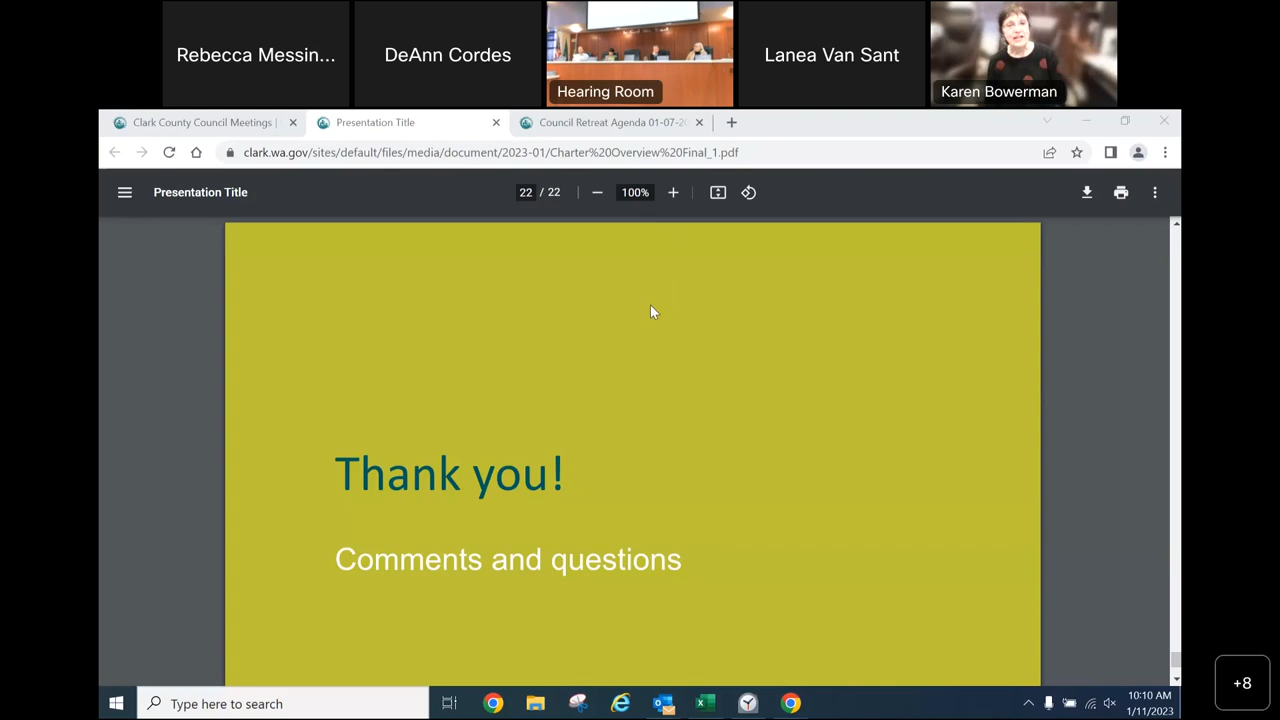 Rebecca Messin...
DeAnn Cordes
Hearing Room
Lanea Van Sant
Karen Bowerman
Clark County Council Meetings |
Presentation Title
Council Retreat Agenda 01-07-20
clark.wa.gov/sites/default/files/media/document/2023-01/Charter%20Overview%20Final_1.pdf
Presentation Title
22 / 22
100%
Thank you!
Comments and questions
+8
Type here to search
10:10 AM
1/11/2023